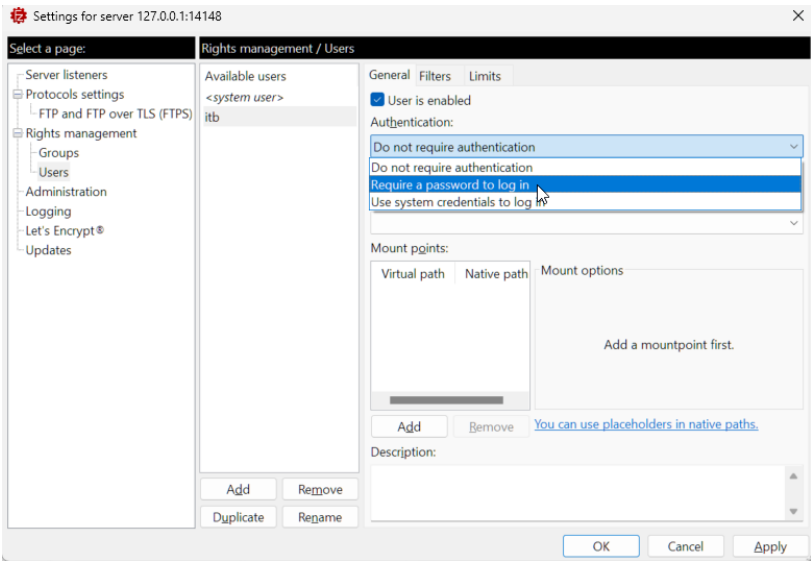 Settings for server 127.0.0.1:14148
Select a page:
Server listeners
Protocols settings
FTP and FTP over TLS (FTPS)
Rights management
Groups
Users
Administration
Logging
Let's Encrypt®
Updates
Rights management / Users
Available users
<system user>
itb
Add
Remove
Duplicate
Rename
General
Filters
Limits
User is enabled
Authentication:
Do not require authentication
Do not require authentication
Require a password to log in
Use system credentials to log in
Mount points:
Virtual path
Native path
Mount options
Add a mountpoint first.
Add
Remove
You can use placeholders in native paths.
Description:
OK
Cancel
Apply